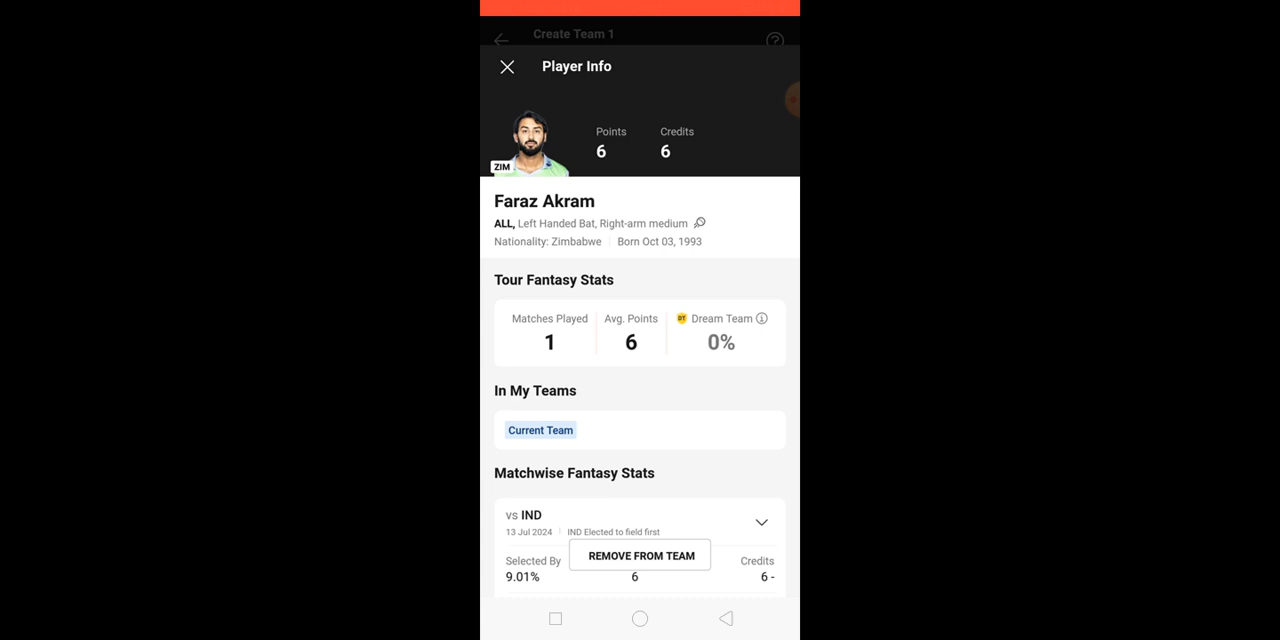 Create Team 1
Player Info
Points Credits
6 6
ZIM
Faraz Akram
ALL, Left Handed Bat, Right-arm medium
Nationality: Zimbabwe Born Oct 03, 1993
Tour Fantasy Stats
Matches Played Avg. Points DT Dream Team
1 6 0%
In My Teams
Current Team
Matchwise Fantasy Stats
vs IND
13 Jul 2024 IND Elected to field first
REMOVE FROM TEAM
Selected By Credits
9.01% 6 6 -